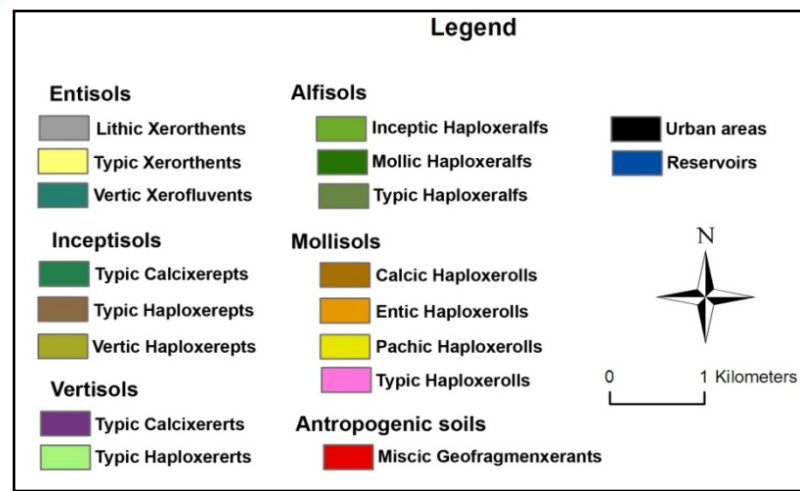 Legend
Entisols
Lithic Xerorthents
Typic Xerorthents
Vertic Xerofluvents
Inceptisols
Typic Calcixerepts
Typic Haploxerepts
Vertic Haploxerepts
Vertisols
Typic Calcixererts
Typic Haploxererts
Alfisols
Inceptic Haploxeralfs
Mollic Haploxeralfs
Typic Haploxeralfs
Mollisols
Calcic Haploxerolls
Entic Haploxerolls
Pachic Haploxerolls
Typic Haploxerolls
Antropogenic soils
Miscic Geofragmenxerants
Urban areas
Reservoirs
N
0 1 Kilometers